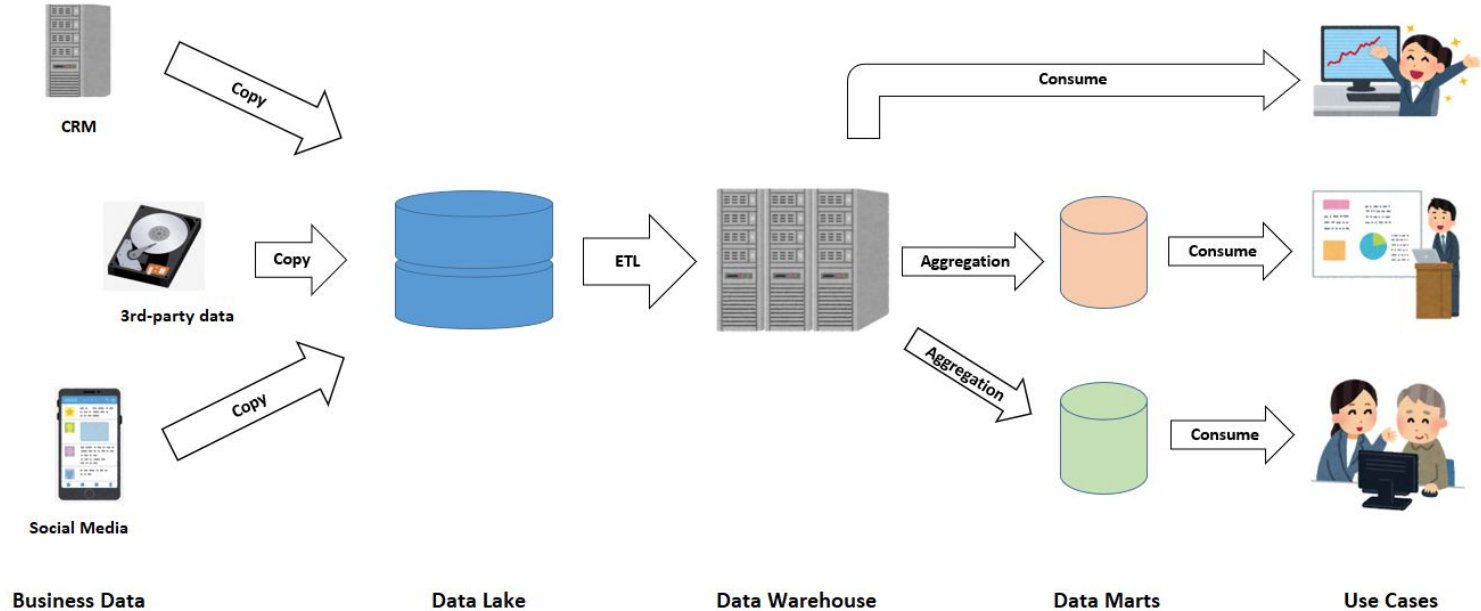 CRM
Copy
Consume
3rd-party data
Copy
ETL
Aggregation
Consume
Social Media
Copy
Aggregation
Consume
Business Data
Data Lake
Data Warehouse
Data Marts
Use Cases